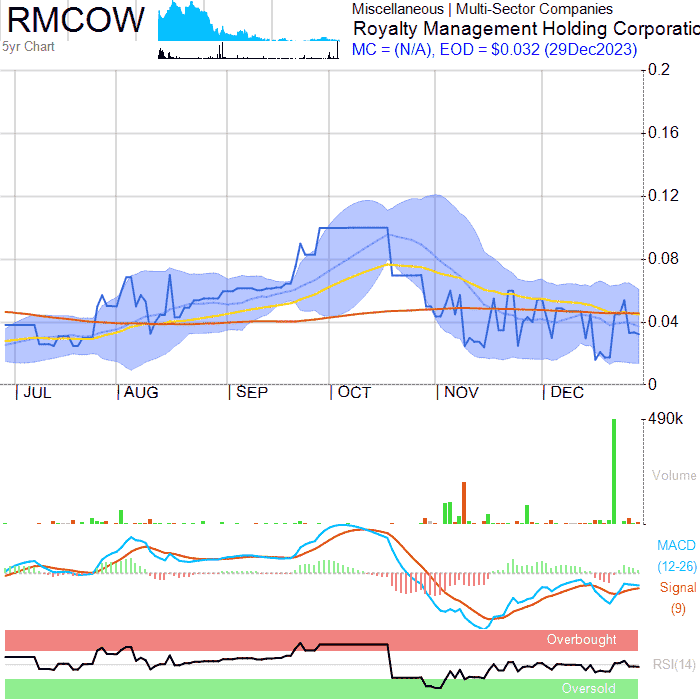 RMCOW
5yr Chart
Miscellaneous | Multi-Sector Companies
Royalty Management Holding Corporatio
MC = (N/A), EOD = $0.032 (29Dec2023)
0.2
0.16
0.12
0.08
0.04
0
JUL AUG SEP OCT NOV DEC
490k
Volume
MACD
(12-26)
Signal
(9)
Overbought
RSI(14)
Oversold